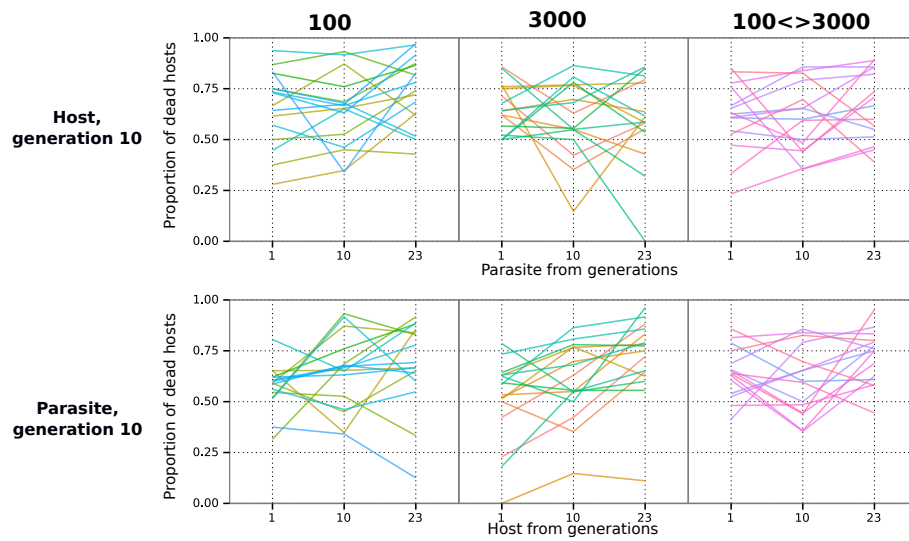 100 3000 100<>3000
Host,
generation 10
Proportion of dead hosts
1.00
0.75
0.50
0.25
0.00
1 10 23 1 10 23 1 10 23
Parasite from generations
Parasite,
generation 10
Proportion of dead hosts
1.00
0.75
0.50
0.25
0.00
1 10 23 1 10 23 1 10 23
Host from generations